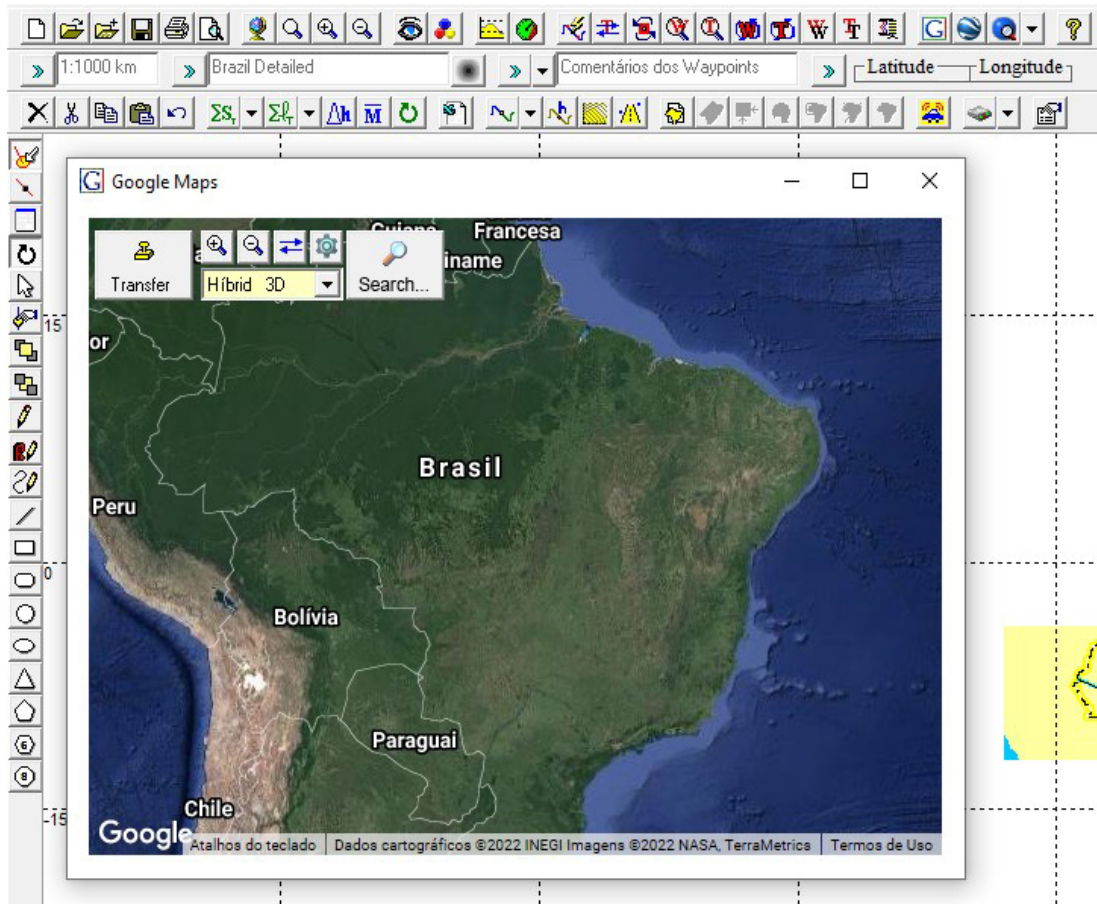 1:1000 km
Brazil Detailed
Comentários dos Waypoints
Latitude Longitude
Google Maps
Francesa
Transfer
Híbrid 3D
Search...
iname
15
or
Brasil
Peru
0
Bolívia
Paraguai
Chile
-15
Google
Atalhos do teclado
Dados cartográficos ©2022 INEGI Imagens ©2022 NASA, TerraMetrics
Termos de Uso